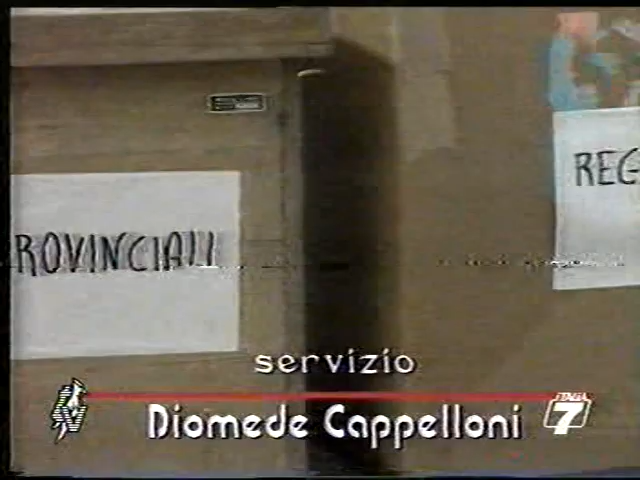 ROVINCIALI
REG
servizio
Diomede Cappelloni
ITALIA
7